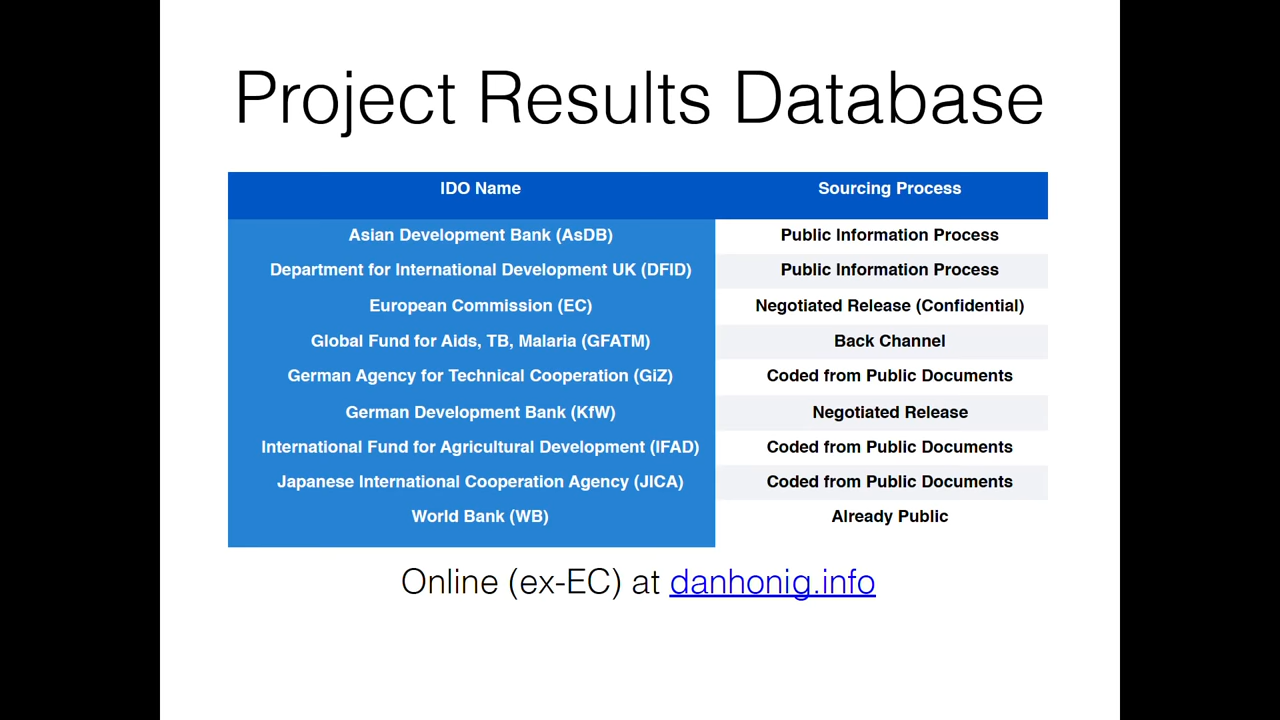 Project Results Database
IDO Name Sourcing Process
Asian Development Bank (AsDB) Public Information Process
Department for International Development UK (DFID) Public Information Process
European Commission (EC) Negotiated Release (Confidential)
Global Fund for Aids, TB, Malaria (GFATM) Back Channel
German Agency for Technical Cooperation (GiZ) Coded from Public Documents
German Development Bank (KfW) Negotiated Release
International Fund for Agricultural Development (IFAD) Coded from Public Documents
Japanese International Cooperation Agency (JICA) Coded from Public Documents
World Bank (WB) Already Public
Online (ex-EC) at danhonig.info